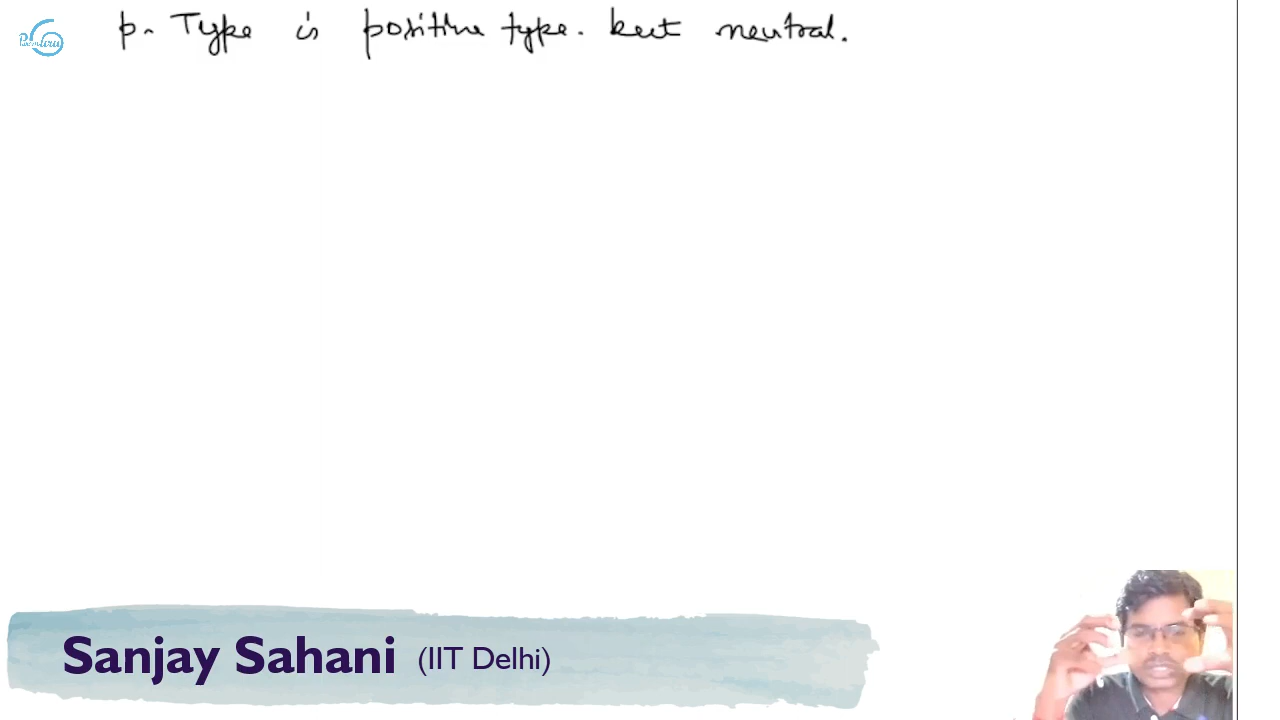 p. Type is positive type. but neutral.
Sanjay Sahani (IIT Delhi)